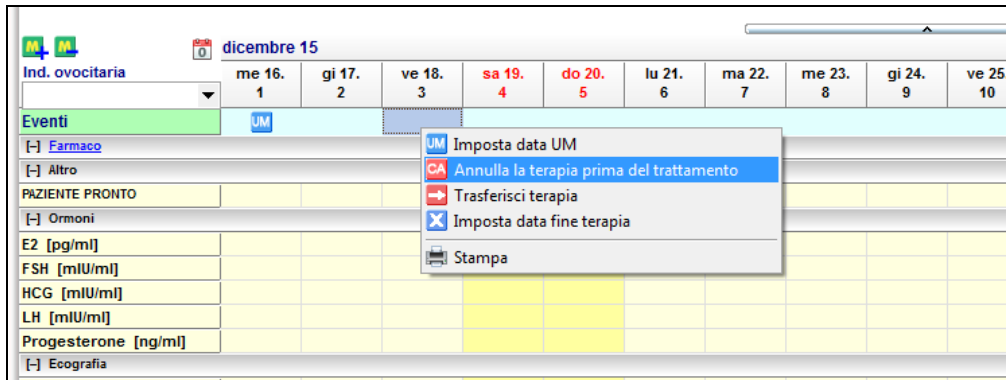 M+ M- 0 dicembre 15
Ind. ovocitaria
me 16. gi 17. ve 18. sa 19. do 20. lu 21. ma 22. me 23. gi 24. ve 25.
1 2 3 4 5 6 7 8 9 10
Eventi UM
[-] Farmaco
UM Imposta data UM
[-] Altro
CA Annulla la terapia prima del trattamento
PAZIENTE PRONTO
Trasferisci terapia
[-] Ormoni
X Imposta data fine terapia
E2 [pg/ml]
Stampa
FSH [mIU/ml]
HCG [mIU/ml]
LH [mIU/ml]
Progesterone [ng/ml]
[-] Ecografia